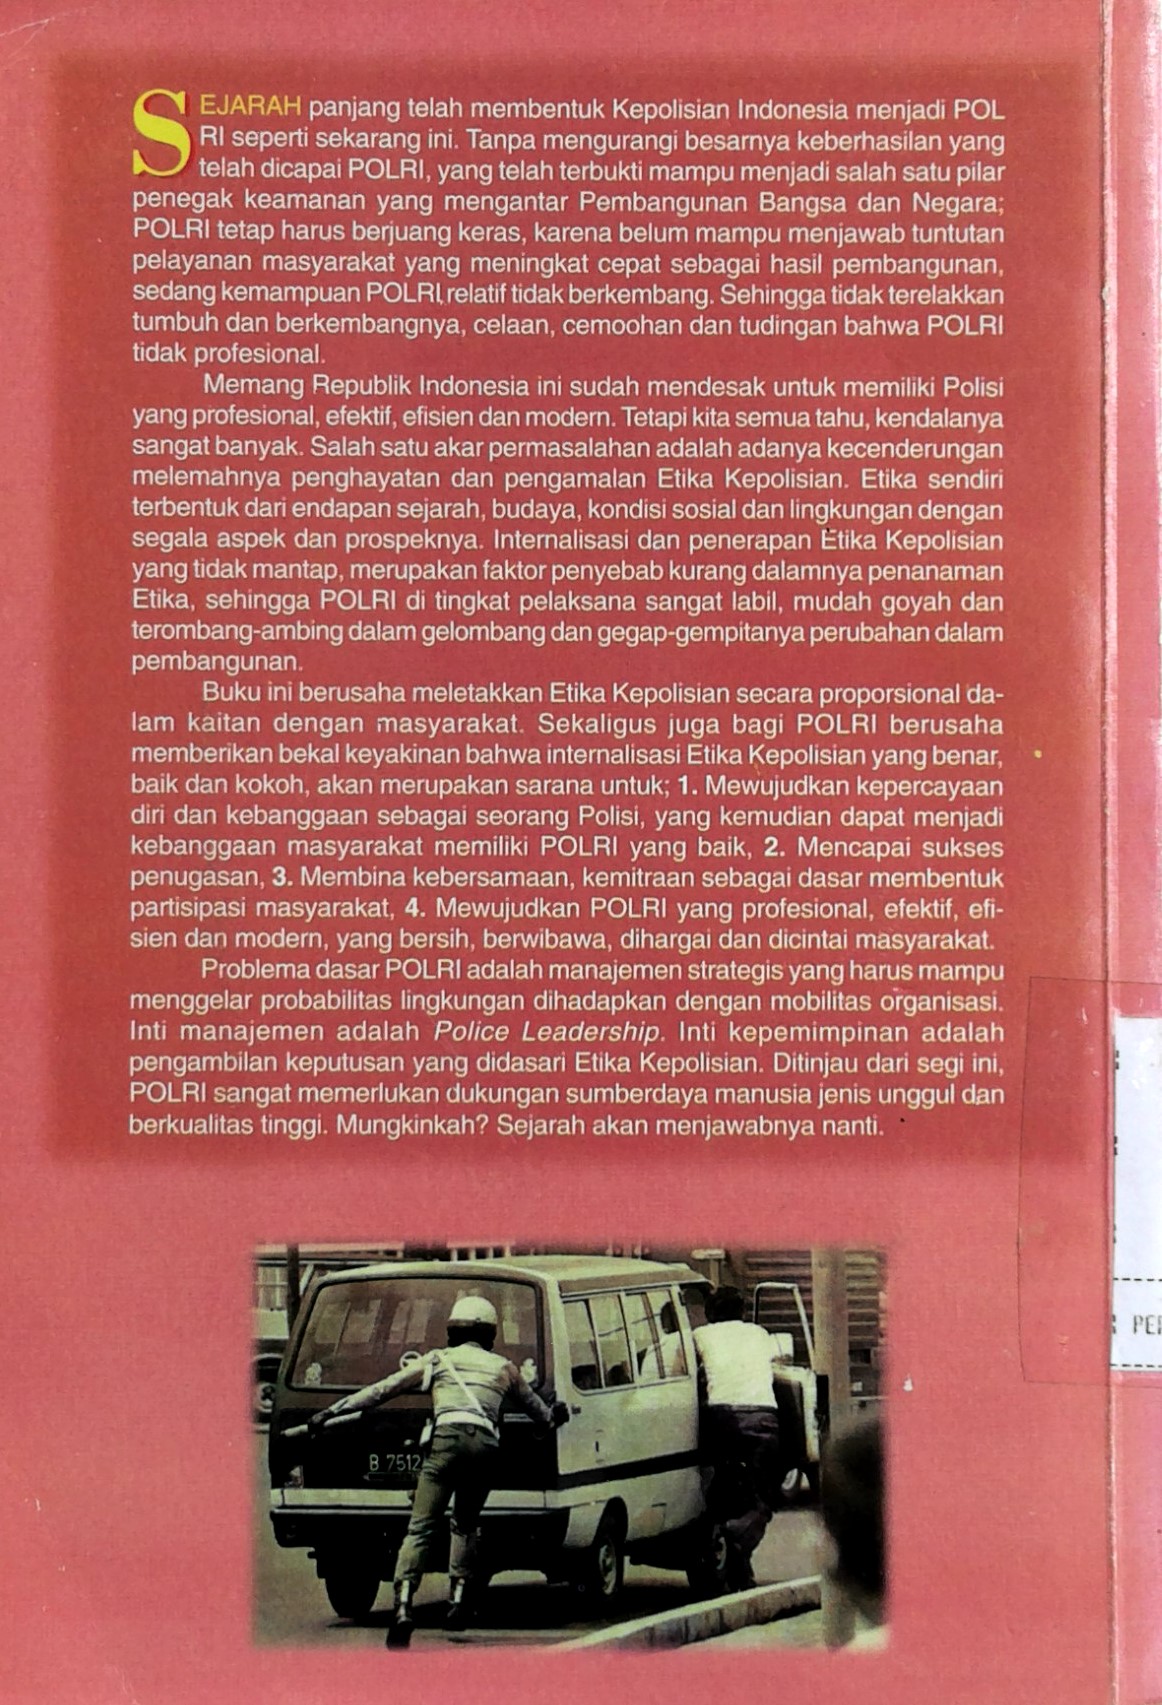 SEJARAH panjang telah membentuk Kepolisian Indonesia menjadi POL
RI seperti sekarang ini. Tanpa mengurangi besarnya keberhasilan yang
telah dicapai POLRI, yang telah terbukti mampu menjadi salah satu pilar
penegak keamanan yang mengantar Pembangunan Bangsa dan Negara;
POLRI tetap harus berjuang keras, karena belum mampu menjawab tuntutan
pelayanan masyarakat yang meningkat cepat sebagai hasil pembangunan,
sedang kemampuan POLRI relatif tidak berkembang. Sehingga tidak terelakkan
tumbuh dan berkembangnya, celaan, cemoohan dan tudingan bahwa POLRI
tidak profesional.
Memang Republik Indonesia ini sudah mendesak untuk memiliki Polisi
yang profesional, efektif, efisien dan modern. Tetapi kita semua tahu, kendalanya
sangat banyak. Salah satu akar permasalahan adalah adanya kecenderungan
melemahnya penghayatan dan pengamalan Etika Kepolisian. Etika sendiri
terbentuk dari endapan sejarah, budaya, kondisi sosial dan lingkungan dengan
segala aspek dan prospeknya. Internalisasi dan penerapan Etika Kepolisian
yang tidak mantap, merupakan faktor penyebab kurang dalamnya penanaman
Etika, sehingga POLRI di tingkat pelaksana sangat labil, mudah goyah dan
terombang-ambing dalam gelombang dan gegap-gempitanya perubahan dalam
pembangunan.
Buku ini berusaha meletakkan Etika Kepolisian secara proporsional da-
lam kaitan dengan masyarakat. Sekaligus juga bagi POLRI berusaha
memberikan bekal keyakinan bahwa internalisasi Etika Kepolisian yang benar,
baik dan kokoh, akan merupakan sarana untuk; 1. Mewujudkan kepercayaan
diri dan kebanggaan sebagai seorang Polisi, yang kemudian dapat menjadi
kebanggaan masyarakat memiliki POLRI yang baik, 2. Mencapai sukses
penugasan, 3. Membina kebersamaan, kemitraan sebagai dasar membentuk
partisipasi masyarakat, 4. Mewujudkan POLRI yang profesional, efektif, efi-
sien dan modern, yang bersih, berwibawa, dihargai dan dicintai masyarakat.
Problema dasar POLRI adalah manajemen strategis yang harus mampu
menggelar probabilitas lingkungan dihadapkan dengan mobilitas organisasi.
Inti manajemen adalah Police Leadership. Inti kepemimpinan adalah
pengambilan keputusan yang didasari Etika Kepolisian. Ditinjau dari segi ini,
POLRI sangat memerlukan dukungan sumberdaya manusia jenis unggul dan
berkualitas tinggi. Mungkinkah? Sejarah akan menjawabnya nanti.
B 7512